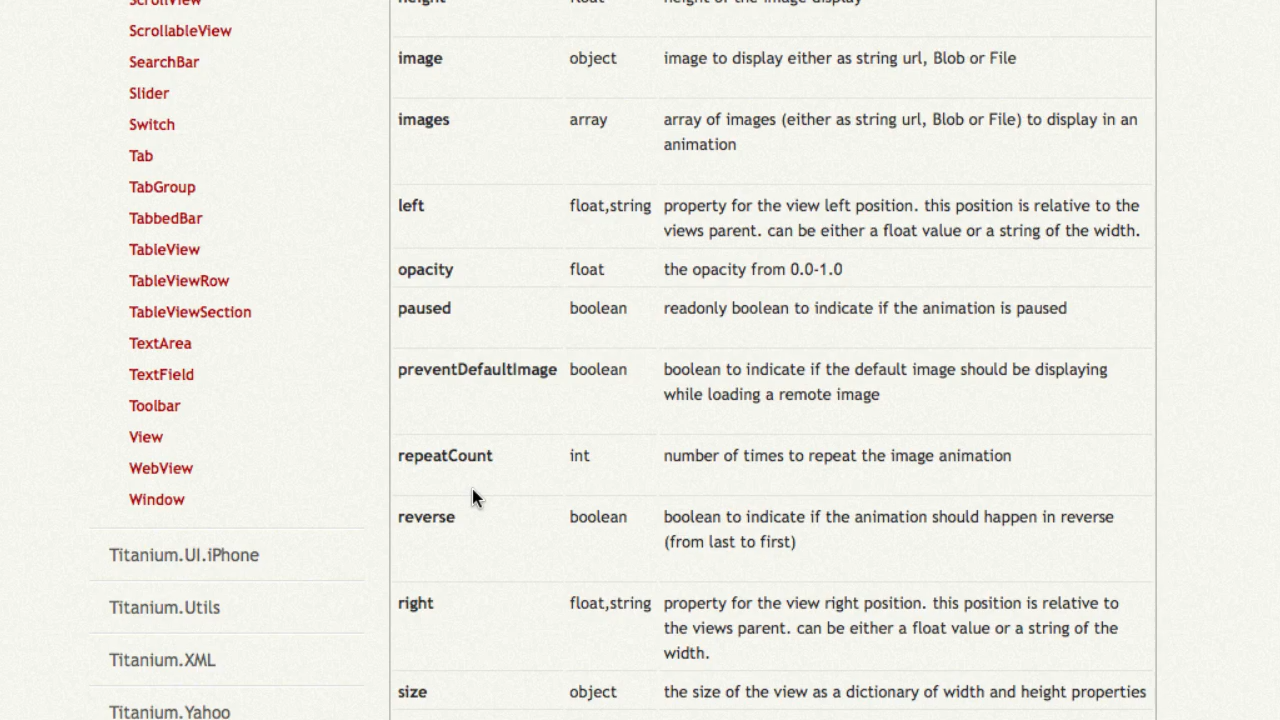 ScrollView
ScrollableView
SearchBar
Slider
Switch
Tab
TabGroup
TabbedBar
TableView
TableViewRow
TableViewSection
TextArea
TextField
Toolbar
View
WebView
Window
Titanium.UI.iPhone
Titanium.Utils
Titanium.XML
Titanium.Yahoo
height float height of the image display
image object image to display either as string url, Blob or File
images array array of images (either as string url, Blob or File) to display in an
animation
left float,string property for the view left position. this position is relative to the
views parent. can be either a float value or a string of the width.
opacity float the opacity from 0.0-1.0
paused boolean readonly boolean to indicate if the animation is paused
preventDefaultImage boolean boolean to indicate if the default image should be displaying
while loading a remote image
repeatCount int number of times to repeat the image animation
reverse boolean boolean to indicate if the animation should happen in reverse
(from last to first)
right float,string property for the view right position. this position is relative to
the views parent. can be either a float value or a string of the
width.
size object the size of the view as a dictionary of width and height properties